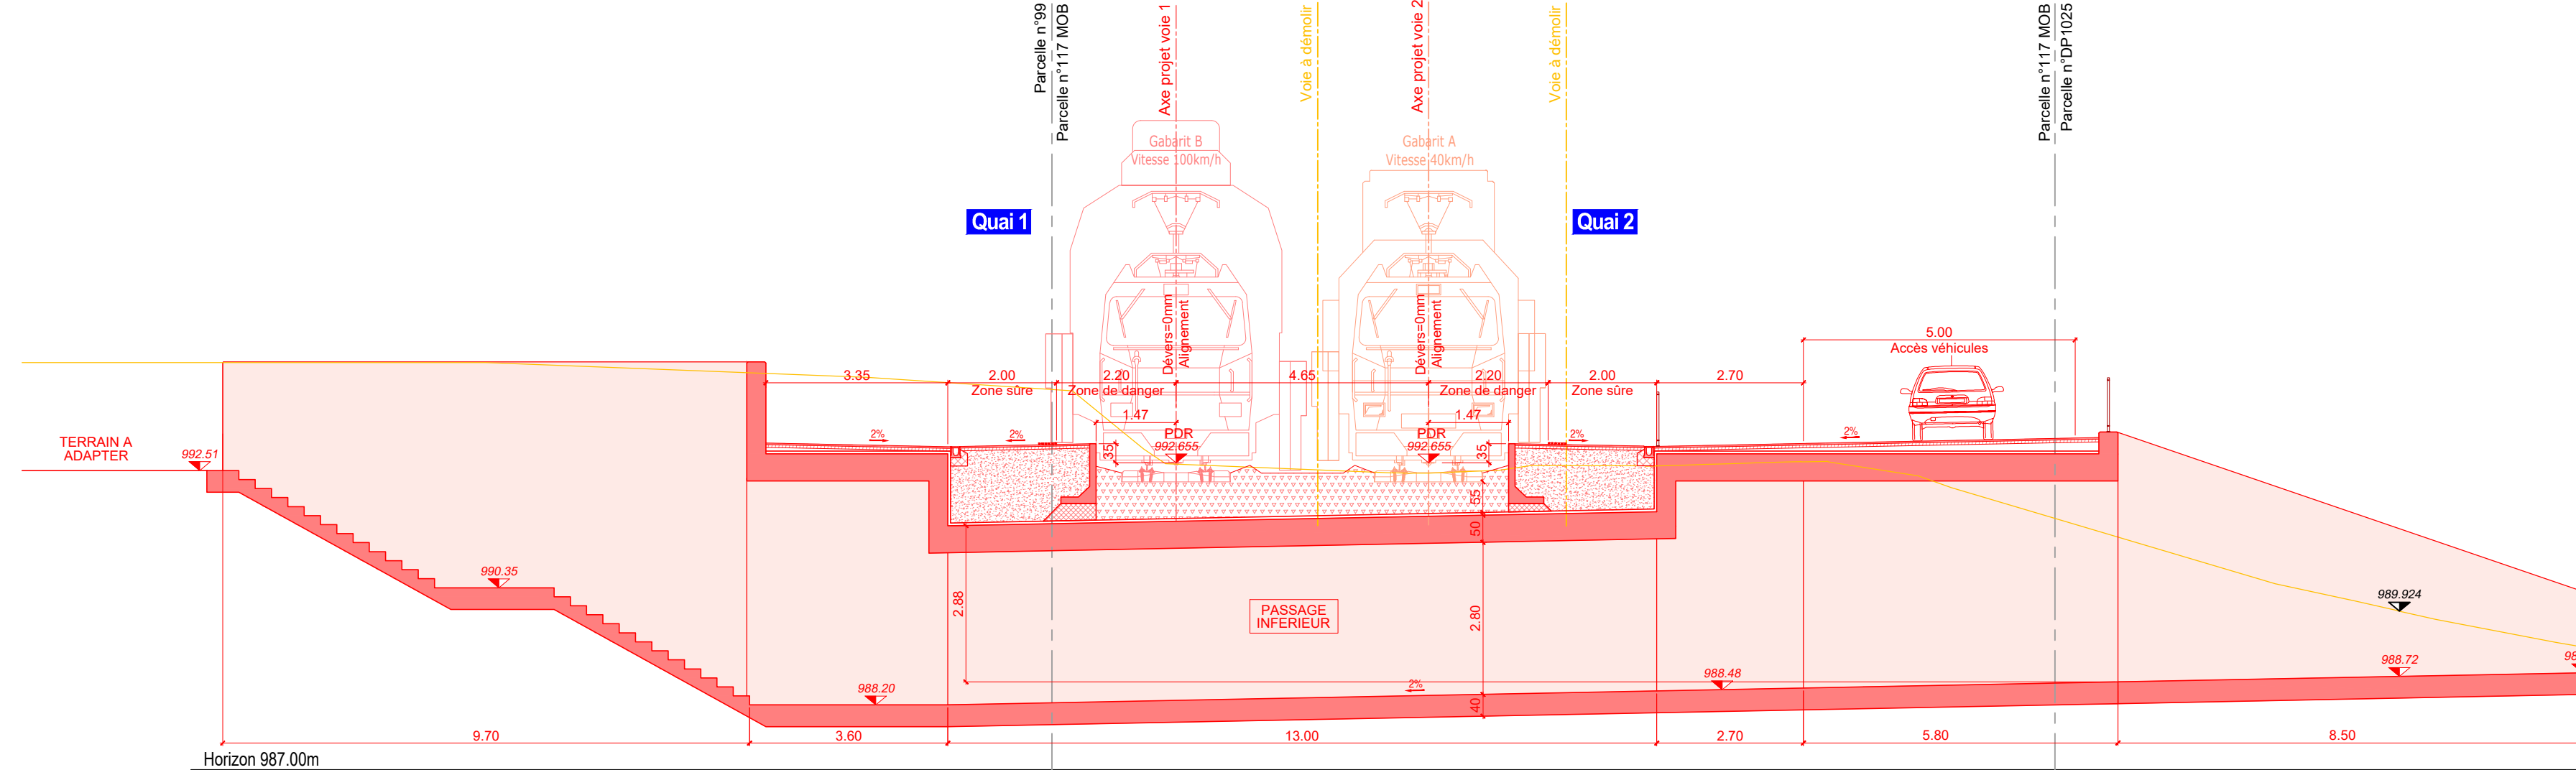 Parcelle n°99
Parcelle n°117 MOB
Axe projet voie 1
Voie à démolir
Axe projet voie 2
Voie à démolir
Parcelle n°117 MOB
Parcelle n°DP1025
Gabarit B
Vitesse 100km/h
Gabarit A
Vitesse 40km/h
Quai 1
Quai 2
Dévers=0mm
Alignement
Dévers=0mm
Alignement
5.00
Accès véhicules
3.35
2.00
Zone sûre
2.20
Zone de danger
4.65
2.20
Zone de danger
2.00
Zone sûre
2.70
1.47
1.47
2%
2%
2%
2%
PDR
992.655
PDR
992.655
35
35
TERRAIN A
ADAPTER
992.51
55
50
990.35
2.88
PASSAGE
INFERIEUR
2.80
989.924
988.20
2%
988.48
988.72
98
40
9.70
3.60
13.00
2.70
5.80
8.50
Horizon 987.00m